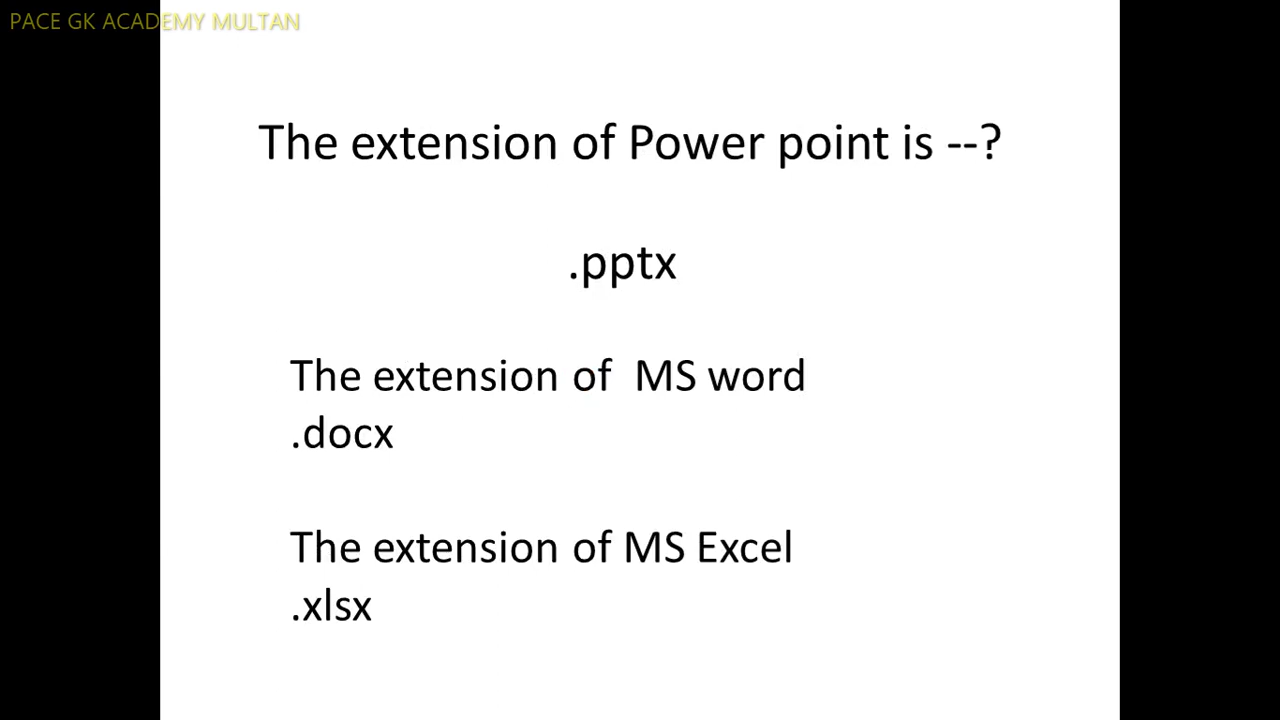 PACE GK ACADEMY MULTAN
The extension of Power point is --?
.pptx
The extension of  MS word
.docx
The extension of MS Excel
.xlsx